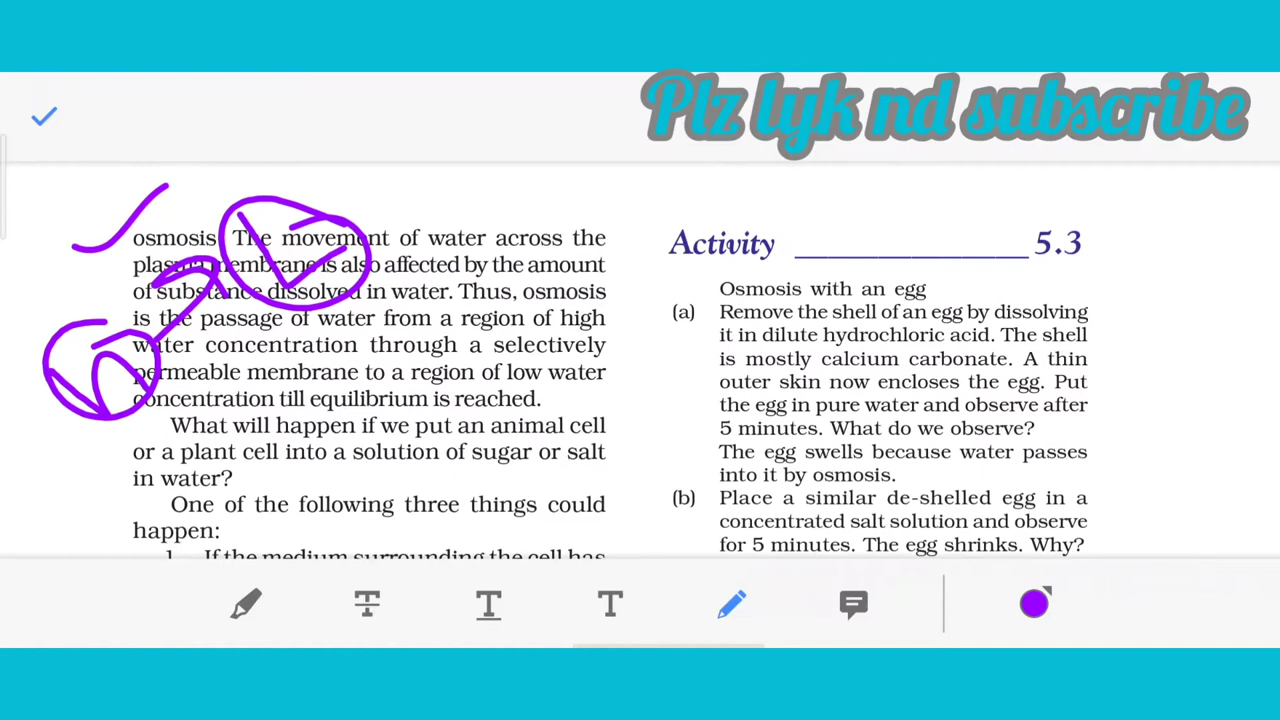 Plz lyk nd subscribe
osmosis. The movement of water across the
plasma membrane is also affected by the amount
of substance dissolved in water. Thus, osmosis
is the passage of water from a region of high
water concentration through a selectively
permeable membrane to a region of low water
concentration till equilibrium is reached.
What will happen if we put an animal cell
or a plant cell into a solution of sugar or salt
in water?
One of the following three things could
happen:
1. If the medium surrounding the cell has
Activity 5.3
Osmosis with an egg
(a) Remove the shell of an egg by dissolving
it in dilute hydrochloric acid. The shell
is mostly calcium carbonate. A thin
outer skin now encloses the egg. Put
the egg in pure water and observe after
5 minutes. What do we observe?
The egg swells because water passes
into it by osmosis.
(b) Place a similar de-shelled egg in a
concentrated salt solution and observe
for 5 minutes. The egg shrinks. Why?
T
T
T